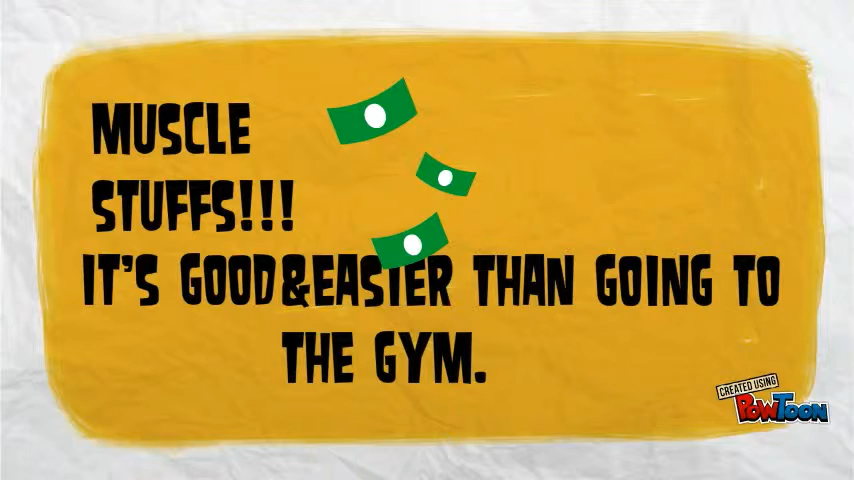 MUSCLE
STUFFS!!!
IT'S GOOD&EASIER THAN GOING TO
THE GYM.
CREATED USING
POWTOON